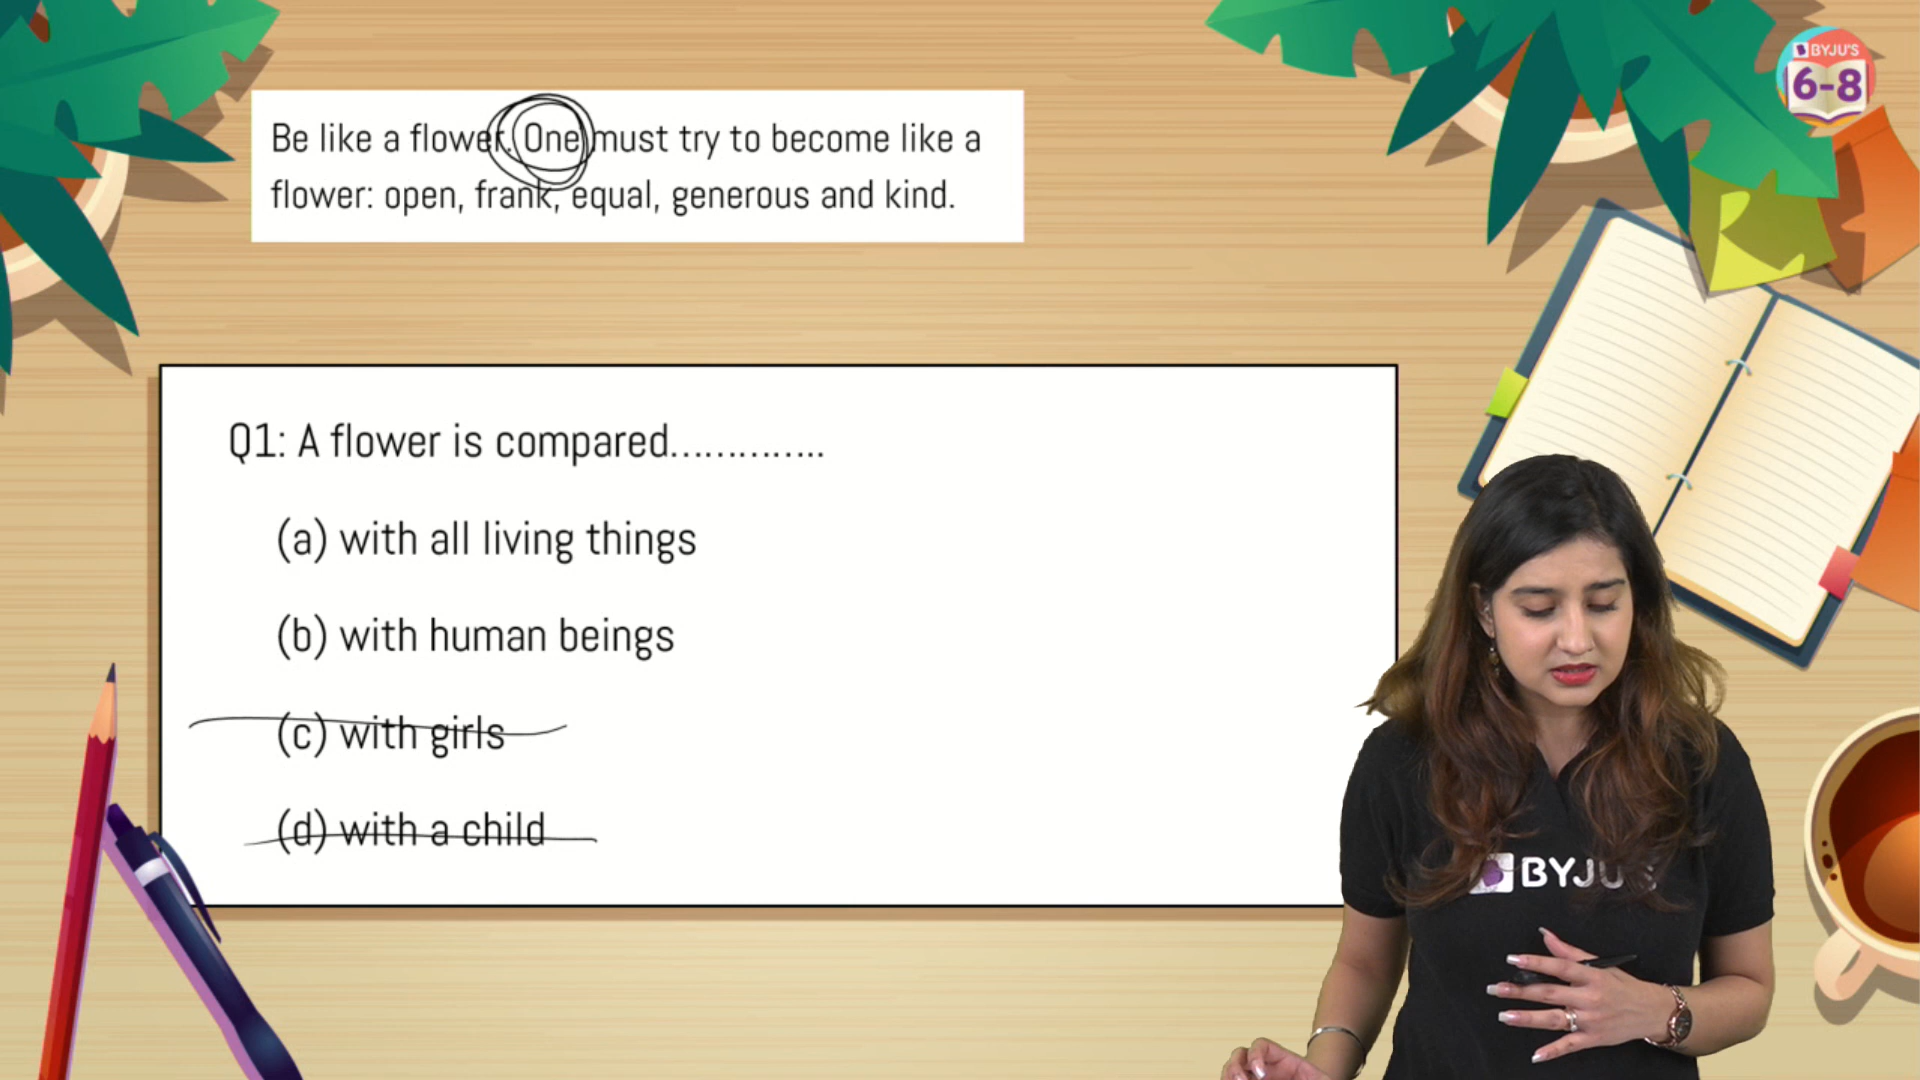 BYJU'S
6-8
Be like a flower. One must try to become like a
flower: open, frank, equal, generous and kind.
Q1: A flower is compared..............
(a) with all living things
(b) with human beings
(c) with girls
(d) with a child
BYJU'S